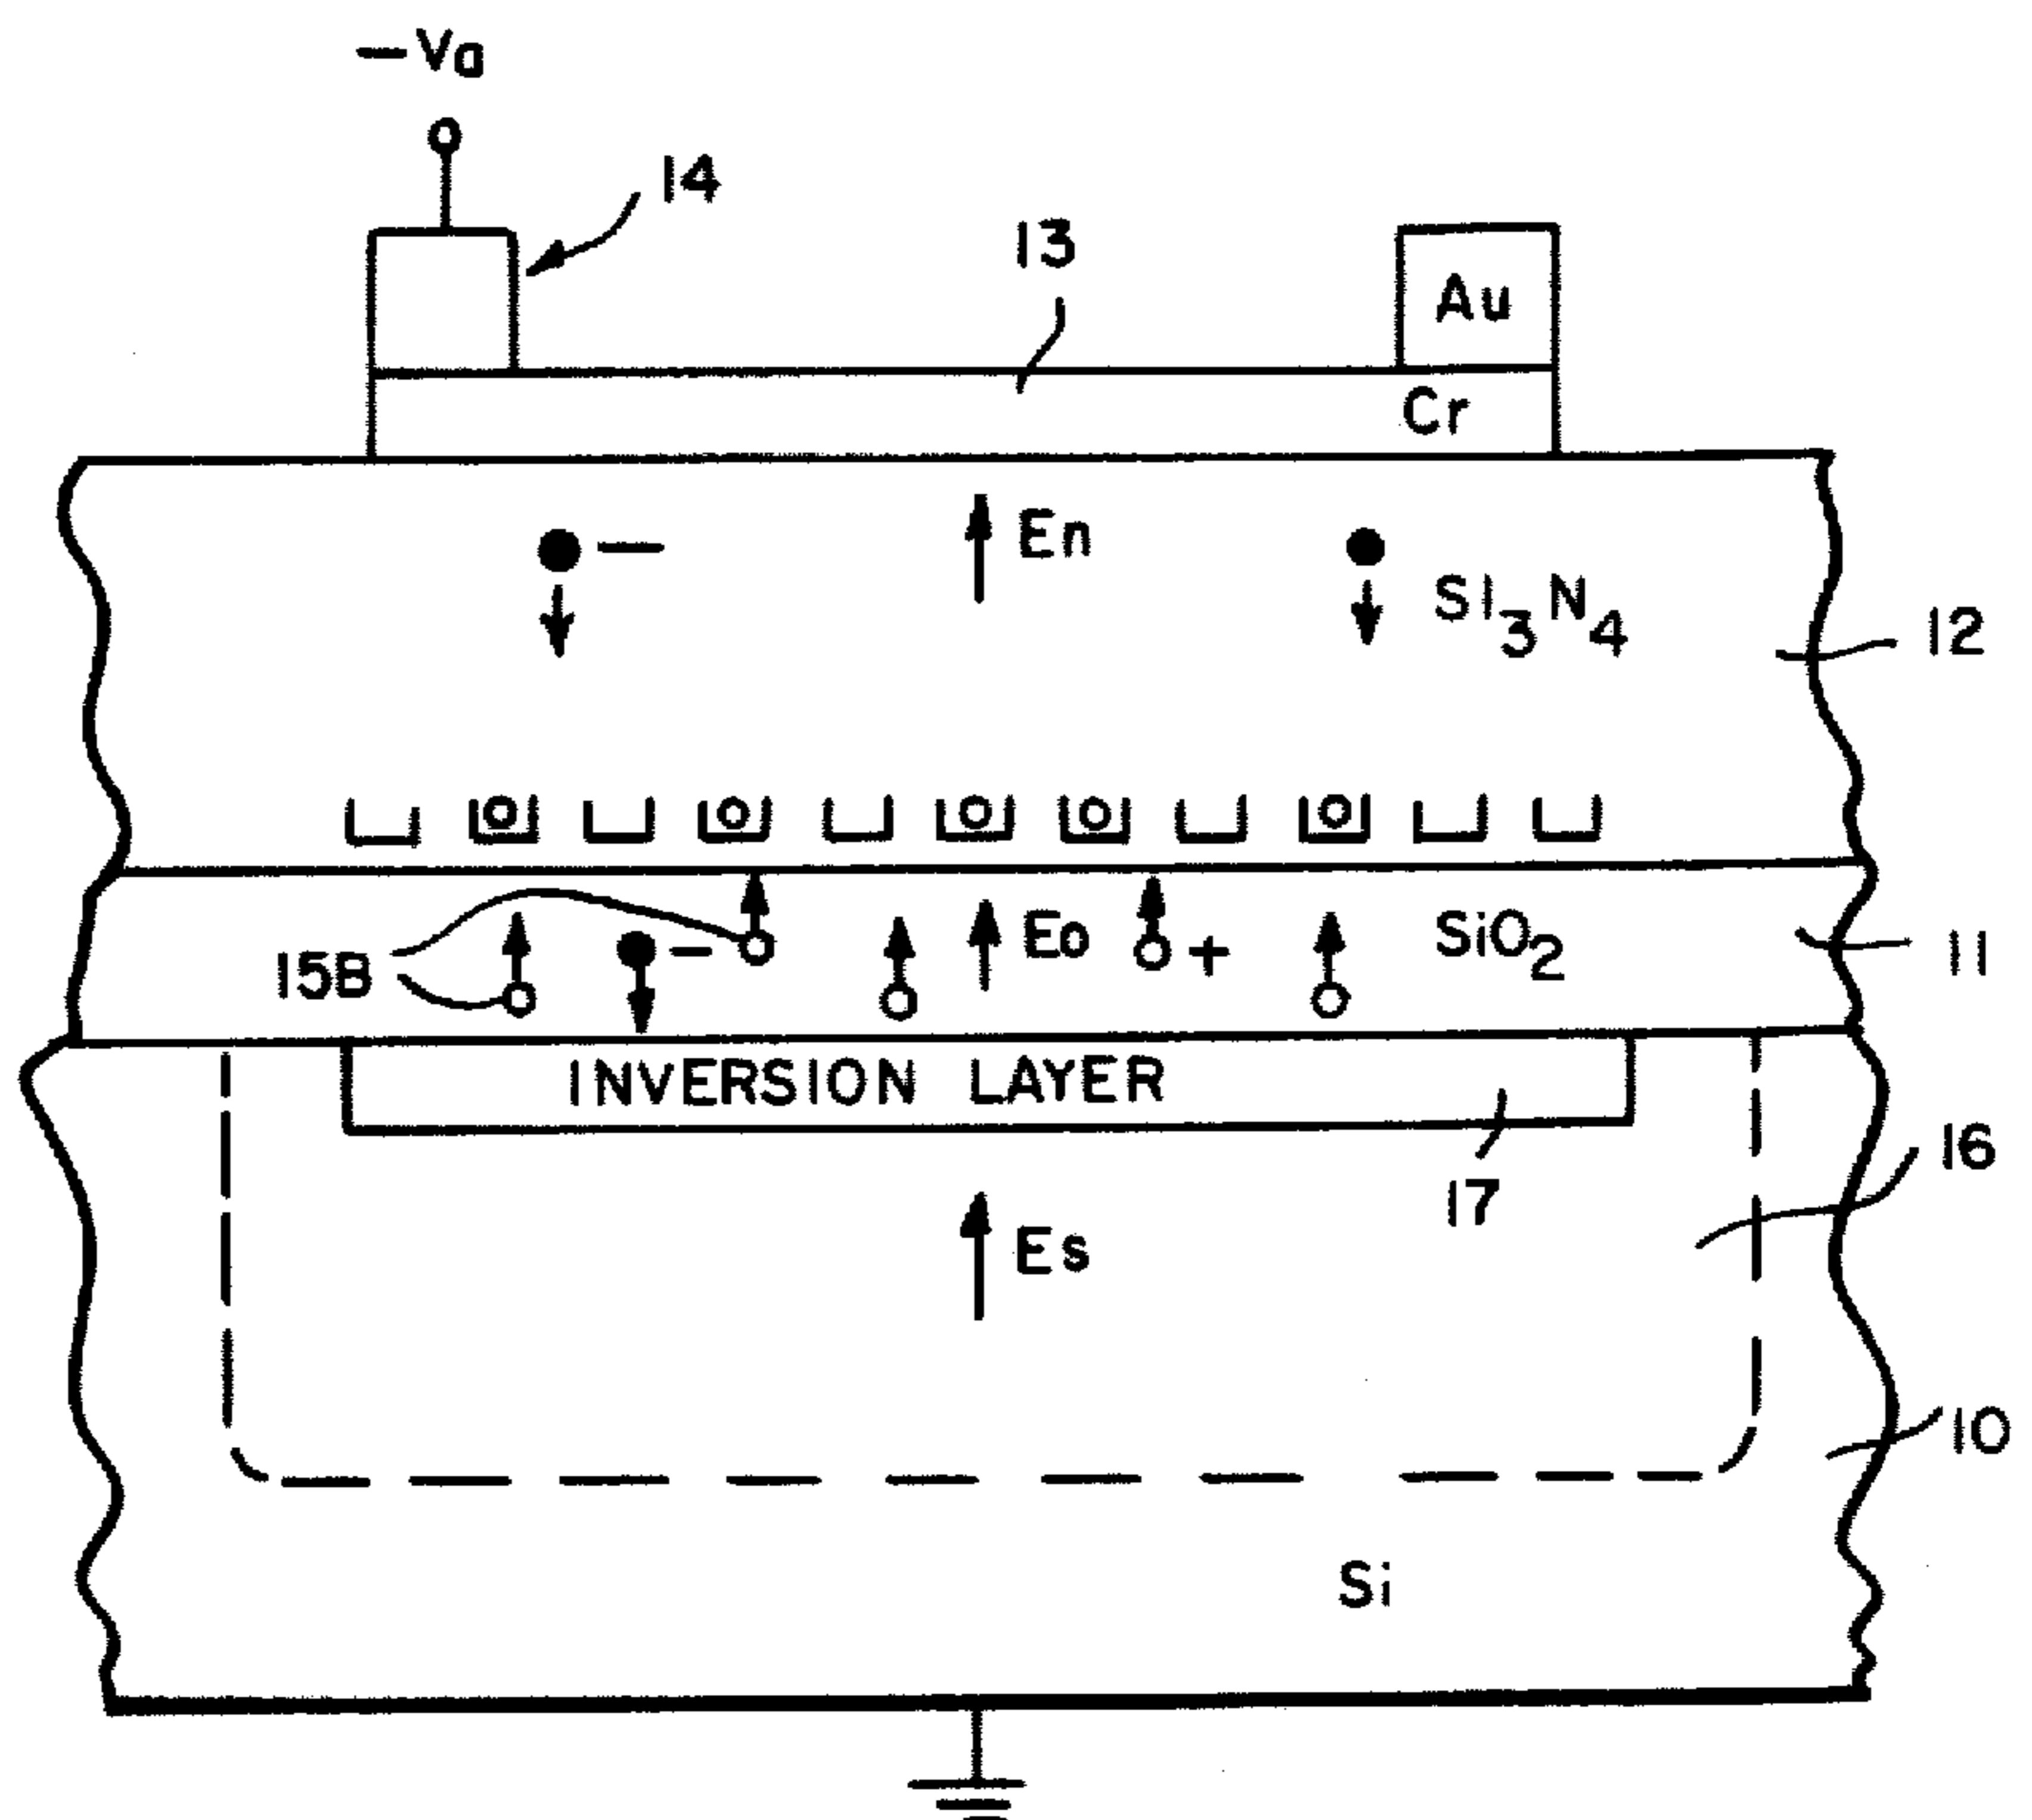 —Va
14
13
Au
Cr
—
En
SI3N4
12
15B
—
Eo
+
SiO2
11
INVERSION LAYER
17
16
Es
10
Si